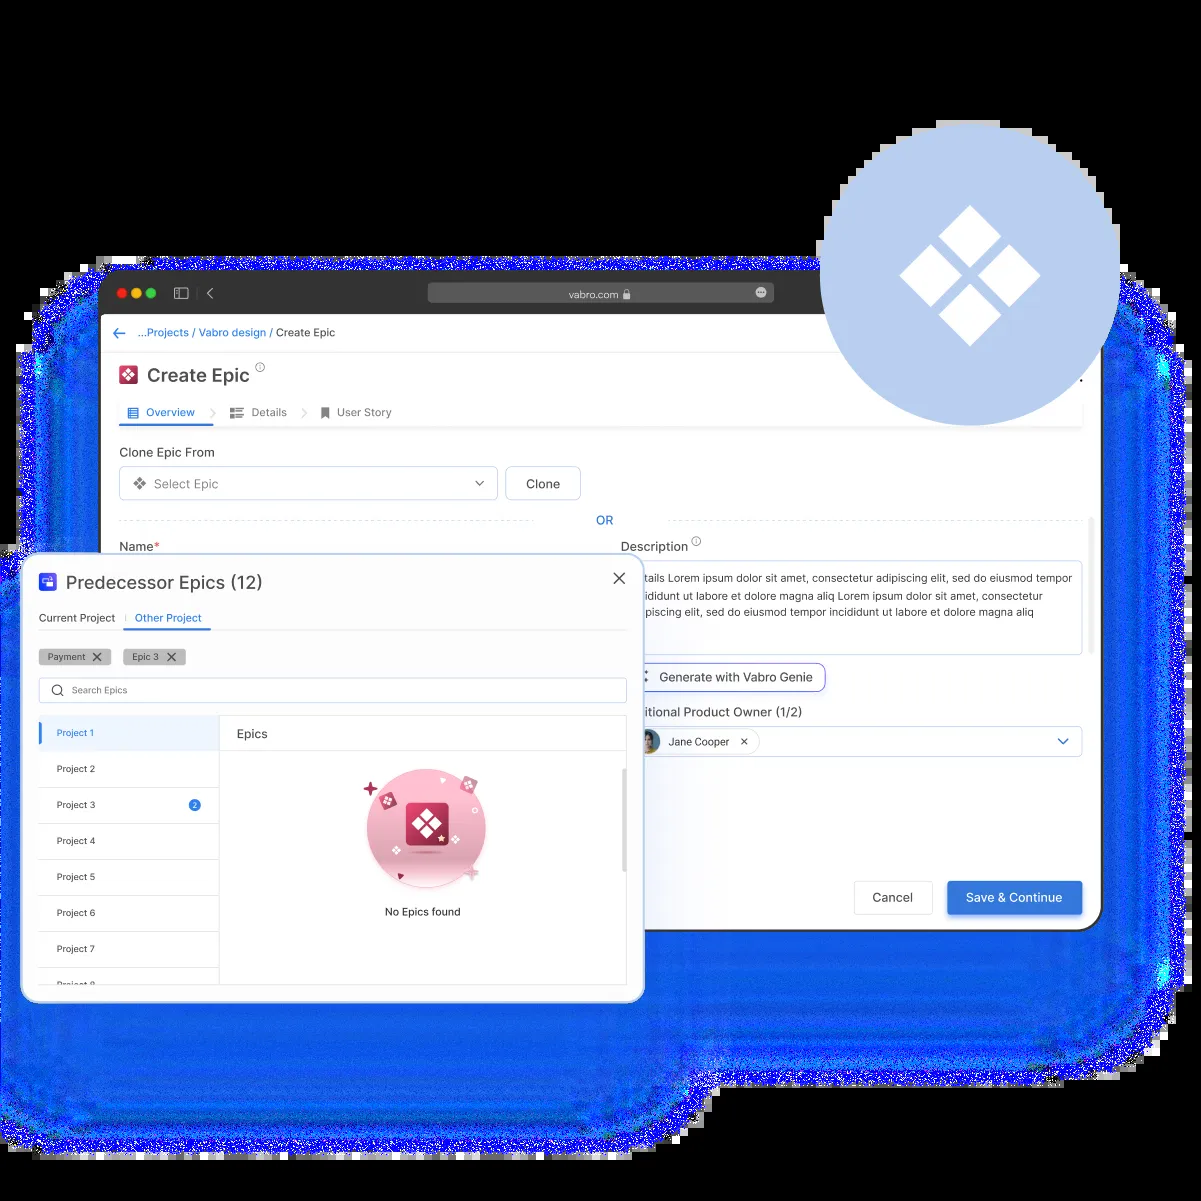 vabro.com
...Projects / Vabro design / Create Epic
Create Epic
Overview
Details
User Story
Clone Epic From
Select Epic
Clone
OR
Name*
Description
tails Lorem ipsum dolor sit amet, consectetur adipiscing elit, sed do eiusmod tempor
ididunt ut labore et dolore magna aliq Lorem ipsum dolor sit amet, consectetur
piscing elit, sed do eiusmod tempor incididunt ut labore et dolore magna aliq
Generate with Vabro Genie
itional Product Owner (1/2)
Jane Cooper
Cancel
Save & Continue
Predecessor Epics (12)
Current Project
Other Project
Payment
Epic 3
Search Epics
Project 1
Project 2
Project 3
2
Project 4
Project 5
Project 6
Project 7
Project 8
Epics
No Epics found